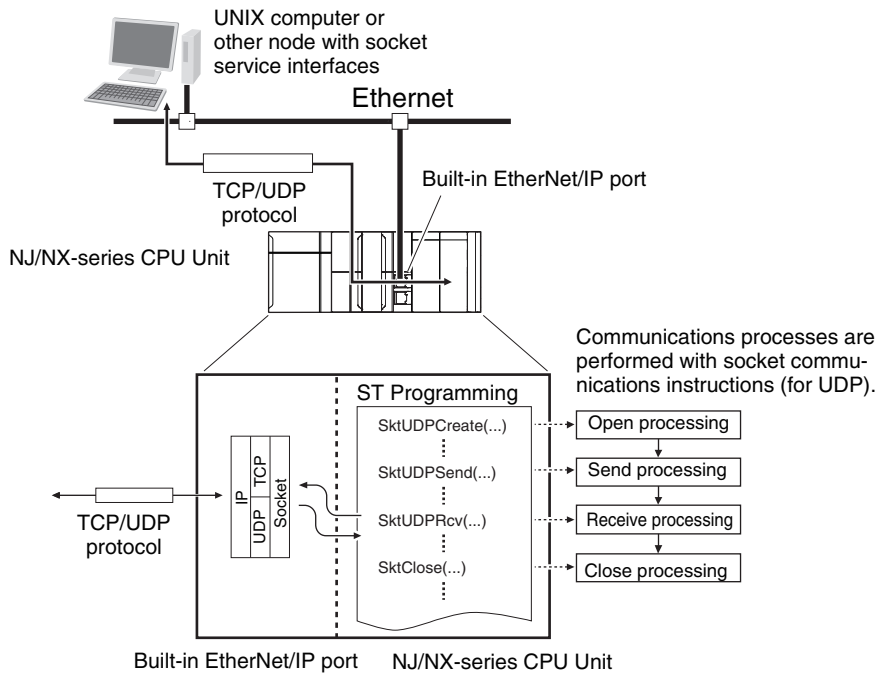 UNIX computer or
other node with socket
service interfaces
Ethernet
TCP/UDP
protocol
Built-in EtherNet/IP port
NJ/NX-series CPU Unit
Communications processes are
performed with socket commu-
nications instructions (for UDP).
ST Programming
SktUDPCreate(...)
Open processing
SktUDPSend(...)
Send processing
IP
UDP
TCP
Socket
SktUDPRcv(...)
Receive processing
TCP/UDP
protocol
SktClose(...)
Close processing
Built-in EtherNet/IP port
NJ/NX-series CPU Unit